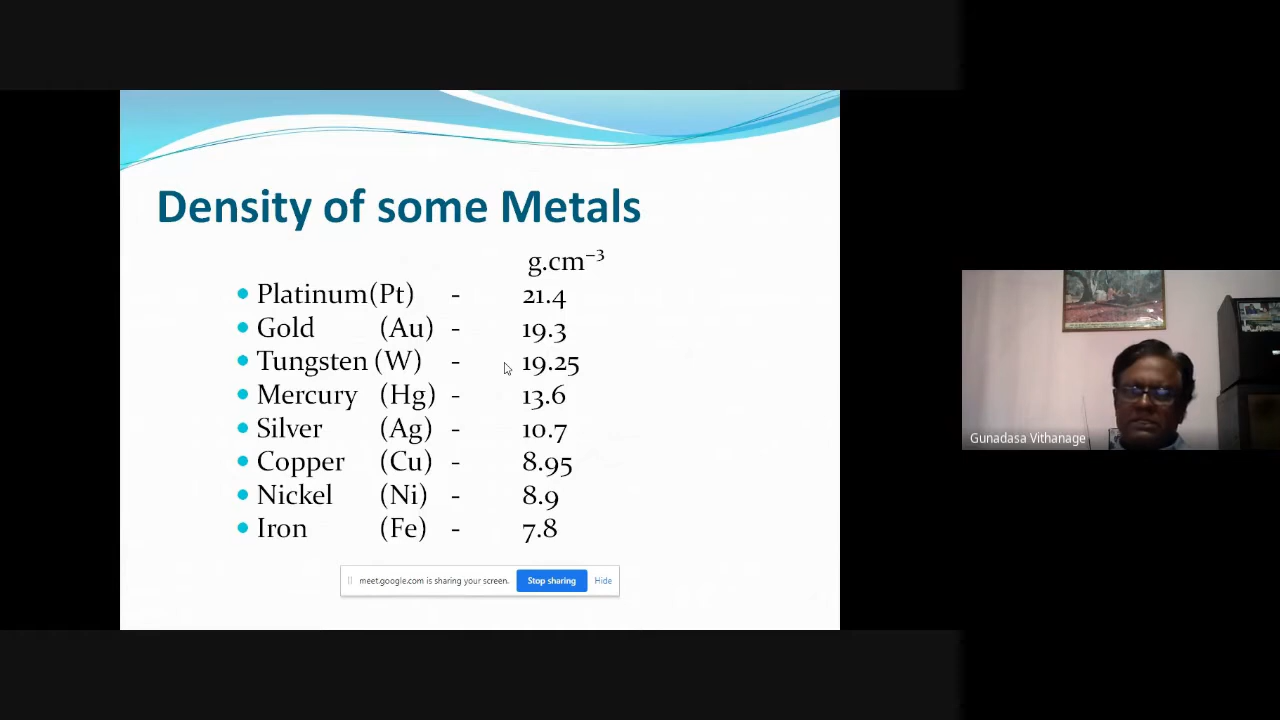 Density of some Metals
g.cm⁻³
• Platinum(Pt) - 21.4
• Gold (Au) - 19.3
• Tungsten (W) - 19.25
• Mercury (Hg) - 13.6
• Silver (Ag) - 10.7
• Copper (Cu) - 8.95
• Nickel (Ni) - 8.9
• Iron (Fe) - 7.8
meet.google.com is sharing your screen. Stop sharing Hide
Gunadasa Vithanage